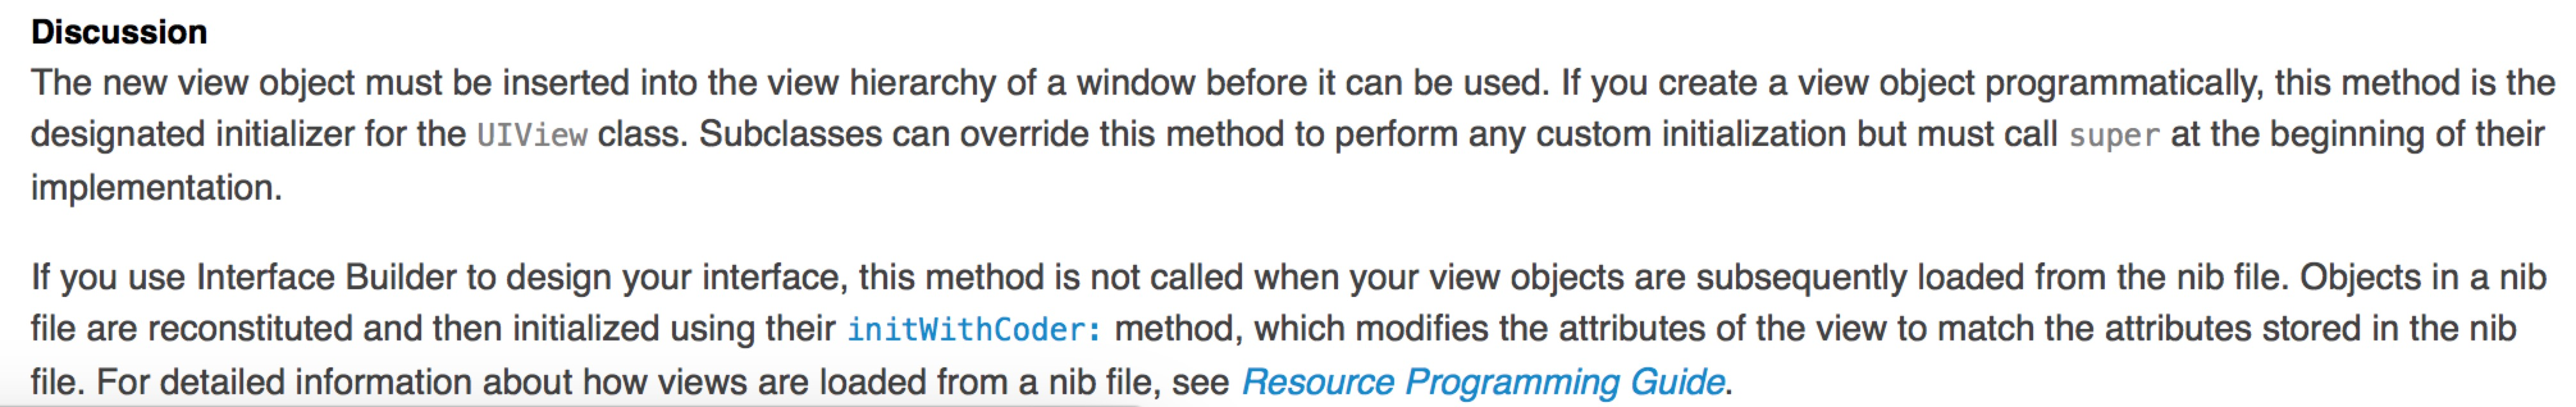 Discussion
The new view object must be inserted into the view hierarchy of a window before it can be used. If you create a view object programmatically, this method is the
designated initializer for the UIView class. Subclasses can override this method to perform any custom initialization but must call super at the beginning of their
implementation.
If you use Interface Builder to design your interface, this method is not called when your view objects are subsequently loaded from the nib file. Objects in a nib
file are reconstituted and then initialized using their initWithCoder: method, which modifies the attributes of the view to match the attributes stored in the nib
file. For detailed information about how views are loaded from a nib file, see Resource Programming Guide.